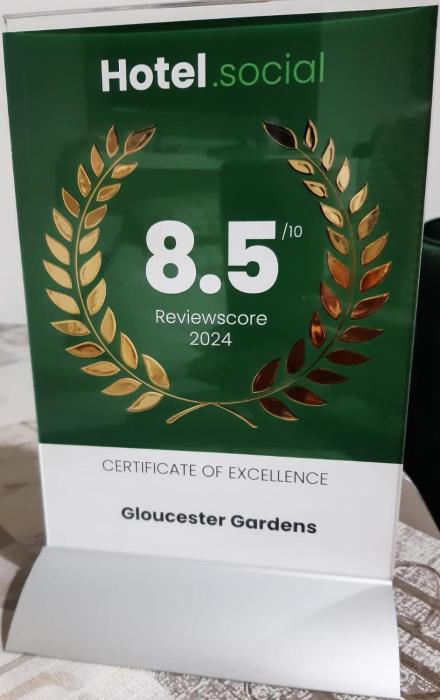 Hotel.social
8.5/10
Reviewscore
2024
CERTIFICATE OF EXCELLENCE
Gloucester Gardens